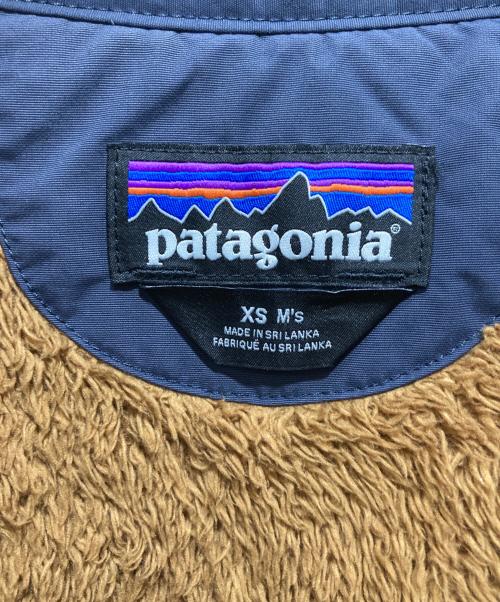 patagonia®
XS M's
MADE IN SRI LANKA
FABRIQUÉ AU SRI LANKA